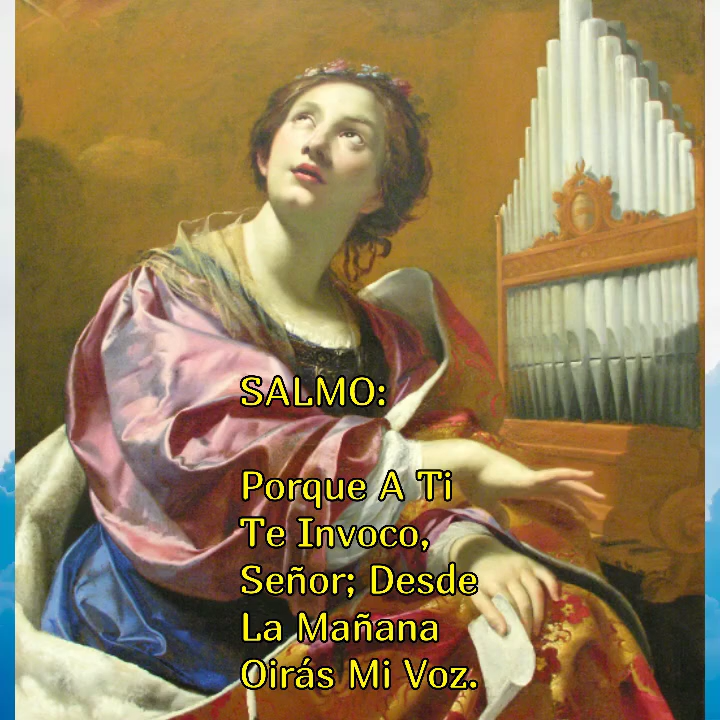 SALMO:
Porque A Ti
Te Invoco,
Señor; Desde
La Mañana
Oirás Mi Voz.